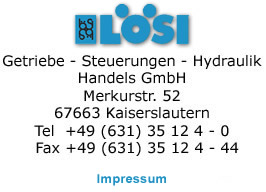 LÖSI
Getriebe - Steuerungen - Hydraulik
Handels GmbH
Merkurstr. 52
67663 Kaiserslautern
Tel +49 (631) 35 12 4 - 0
Fax +49 (631) 35 12 4 - 44
Impressum